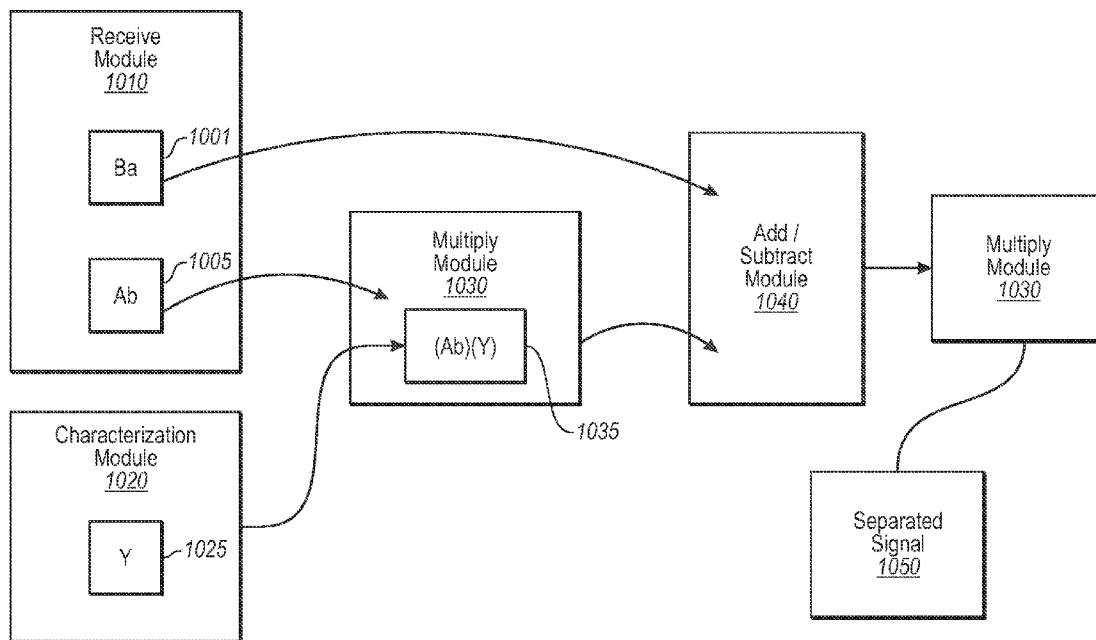 Receive
Module
1010
1001
Ba
1005
Ab
Characterization
Module
1020
1025
Y
Multiply
Module
1030
(Ab)(Y)
1035
Add /
Subtract
Module
1040
Multiply
Module
1030
Separated
Signal
1050